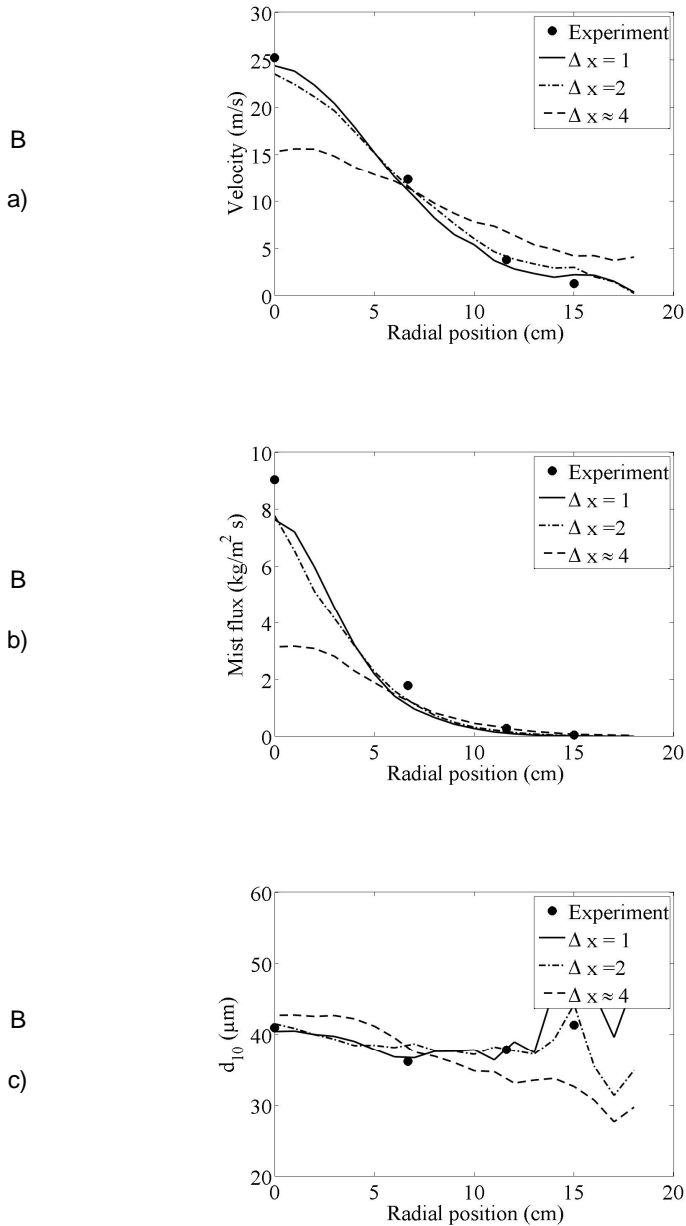 30
25
20
15
10
5
0
0 5 10 15 20
Velocity (m/s)
Radial position (cm)
Experiment
Δ x = 1
Δ x =2
Δ x ≈ 4
B
a)
10
8
6
4
2
0
0 5 10 15 20
Mist flux (kg/m² s)
Radial position (cm)
Experiment
Δ x = 1
Δ x =2
Δ x ≈ 4
B
b)
60
50
40
30
20
0 5 10 15 20
d₁₀ (μm)
Radial position (cm)
Experiment
Δ x = 1
Δ x =2
Δ x ≈ 4
B
c)